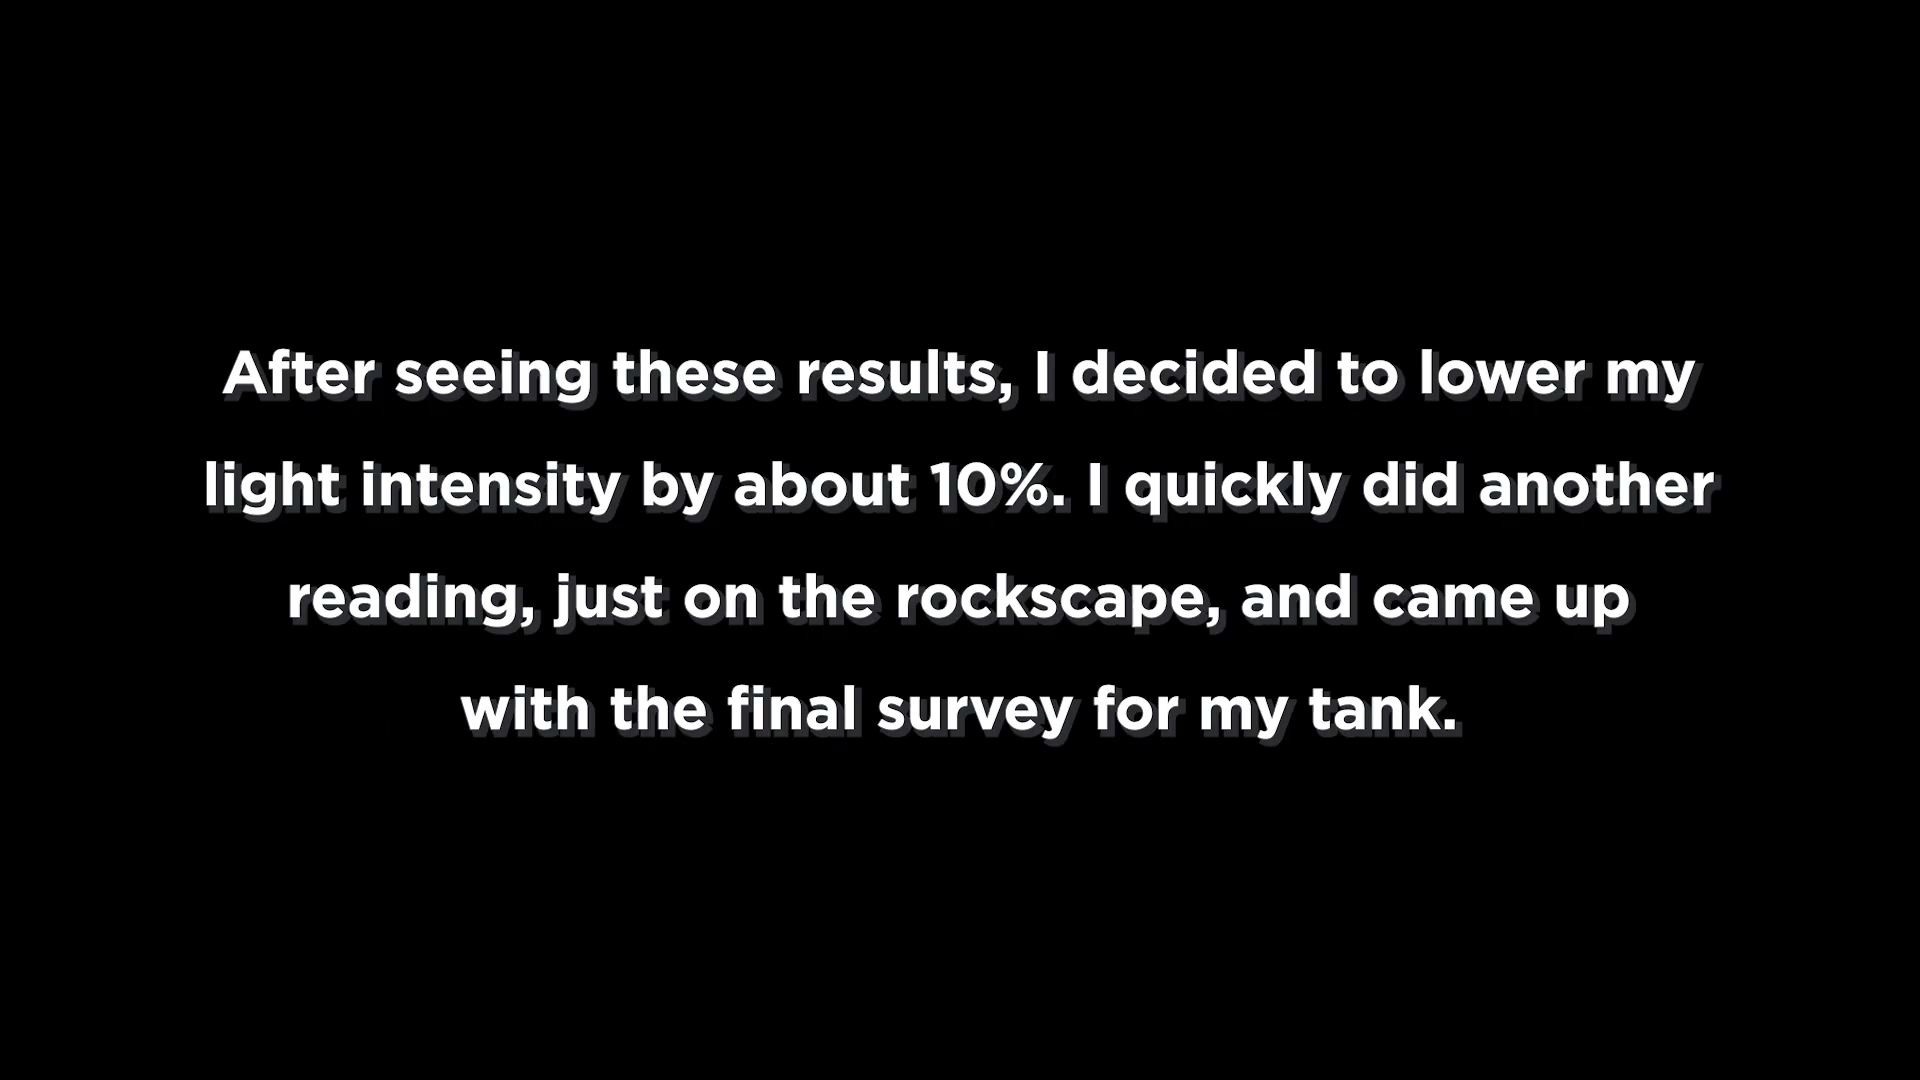 After seeing these results, I decided to lower my
light intensity by about 10%. I quickly did another
reading, just on the rockscape, and came up
with the final survey for my tank.